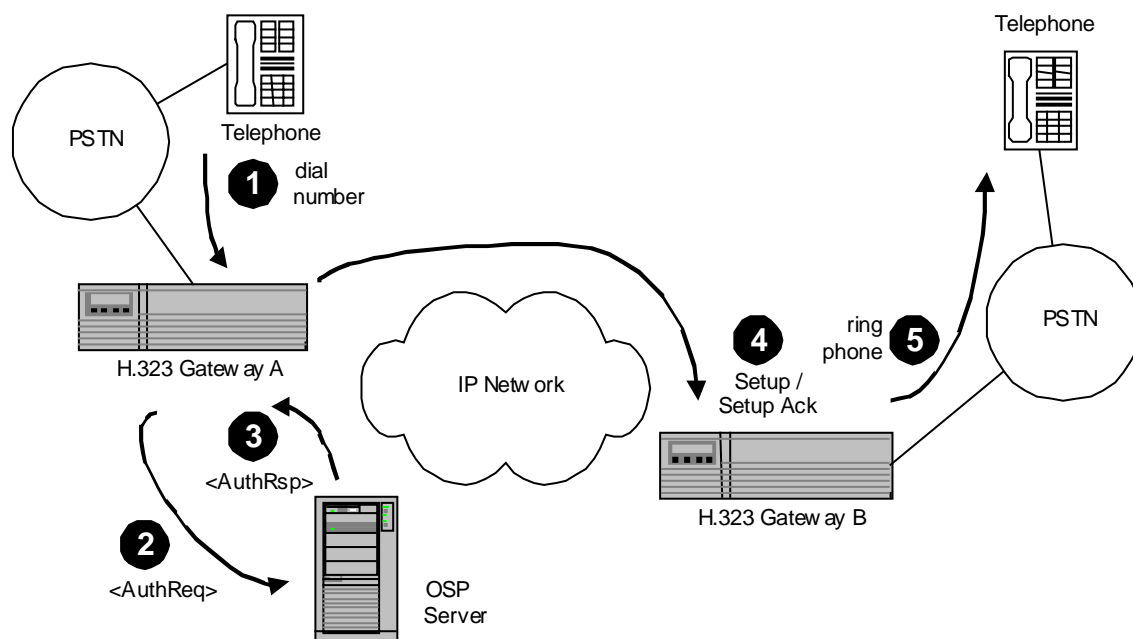 Telephone
PSTN
Telephone
1
dial
number
H.323 Gateway A
IP Network
4
Setup /
Setup Ack
ring
phone
5
PSTN
3
<AuthRsp>
H.323 Gateway B
2
<AuthReq>
OSP
Server